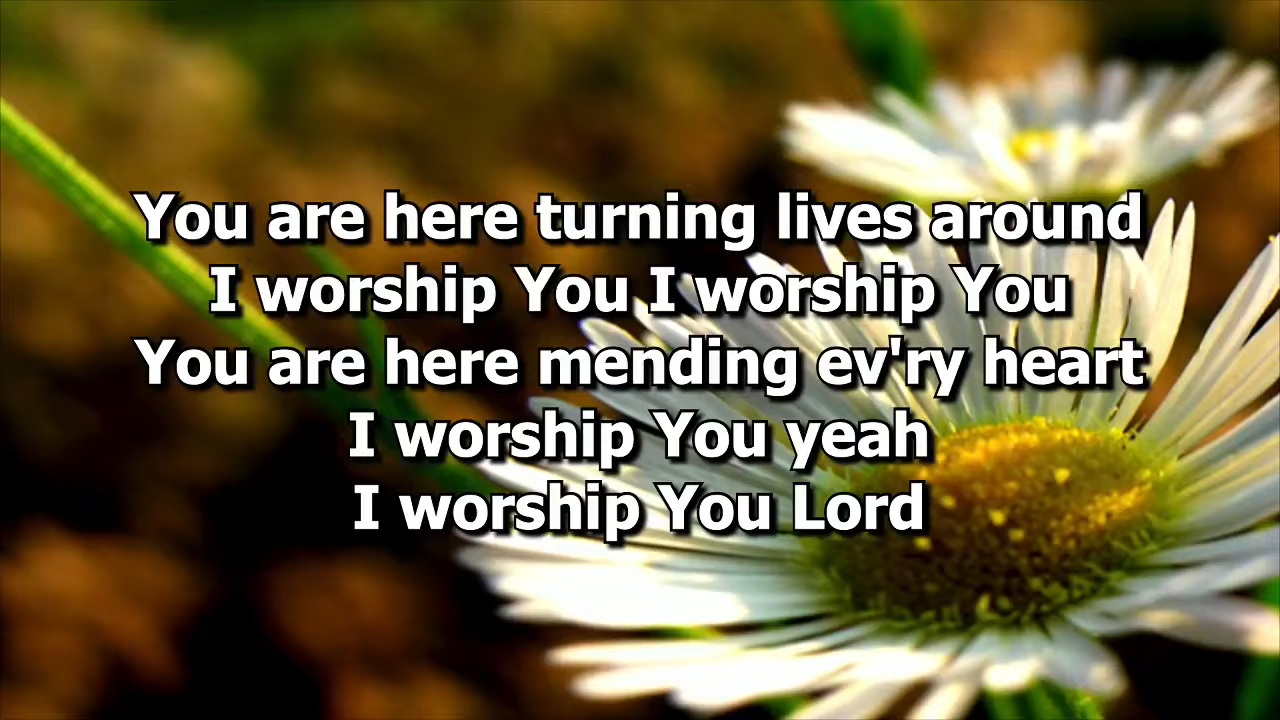 You are here turning lives around
I worship You I worship You
You are here mending ev'ry heart
I worship You yeah
I worship You Lord